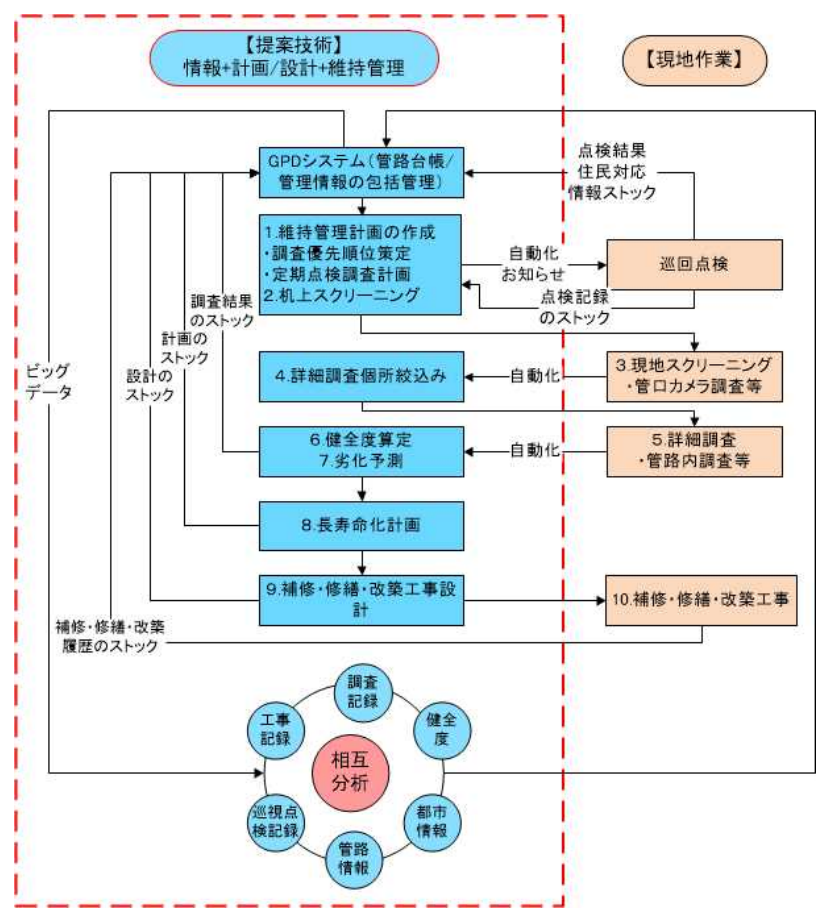 【提案技術】
情報+計画/設計+維持管理
【現地作業】
GPDシステム(管路台帳/
管理情報の包括管理)
点検結果
住民対応
情報ストック
1.維持管理計画の作成
・調査優先順位策定
・定期点検調査計画
2.机上スクリーニング
自動化
お知らせ
巡回点検
点検記録
のストック
調査結果
のストック
計画の
ストック
設計の
ストック
ビッグ
データ
3.現地スクリーニング
・管口カメラ調査等
自動化
4.詳細調査個所絞込み
5.詳細調査
・管路内調査等
自動化
6.健全度算定
7.劣化予測
8.長寿命化計画
9.補修・修繕・改築工事設
計
10.補修・修繕・改築工事
補修・修繕・改築
履歴のストック
調査
記録
工事
記録
健全
度
相互
分析
巡視点
検記録
都市
情報
管路
情報